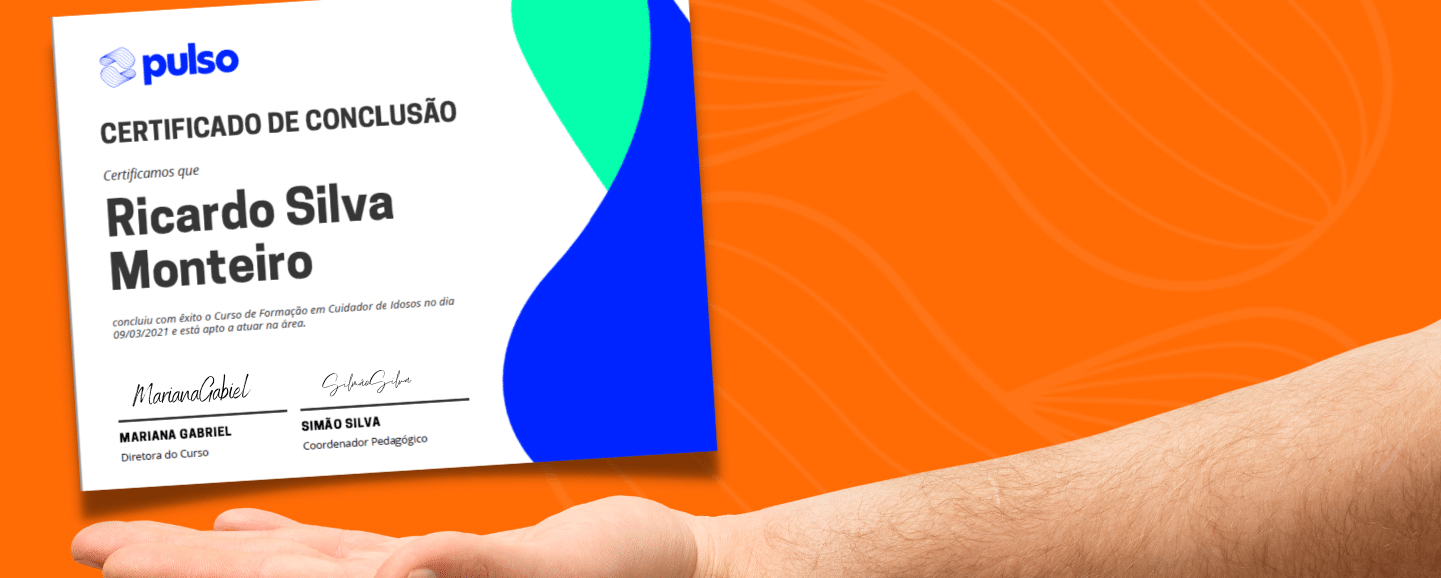 pulso
CERTIFICADO DE CONCLUSÃO
Certificamos que
Ricardo Silva
Monteiro
concluiu com êxito o Curso de Formação em Cuidador de Idosos no dia
09/03/2021 e está apto a atuar na área.
MarianaGabiel
SilmãoSilva
MARIANA GABRIEL
SIMÃO SILVA
Diretora do Curso
Coordenador Pedagógico